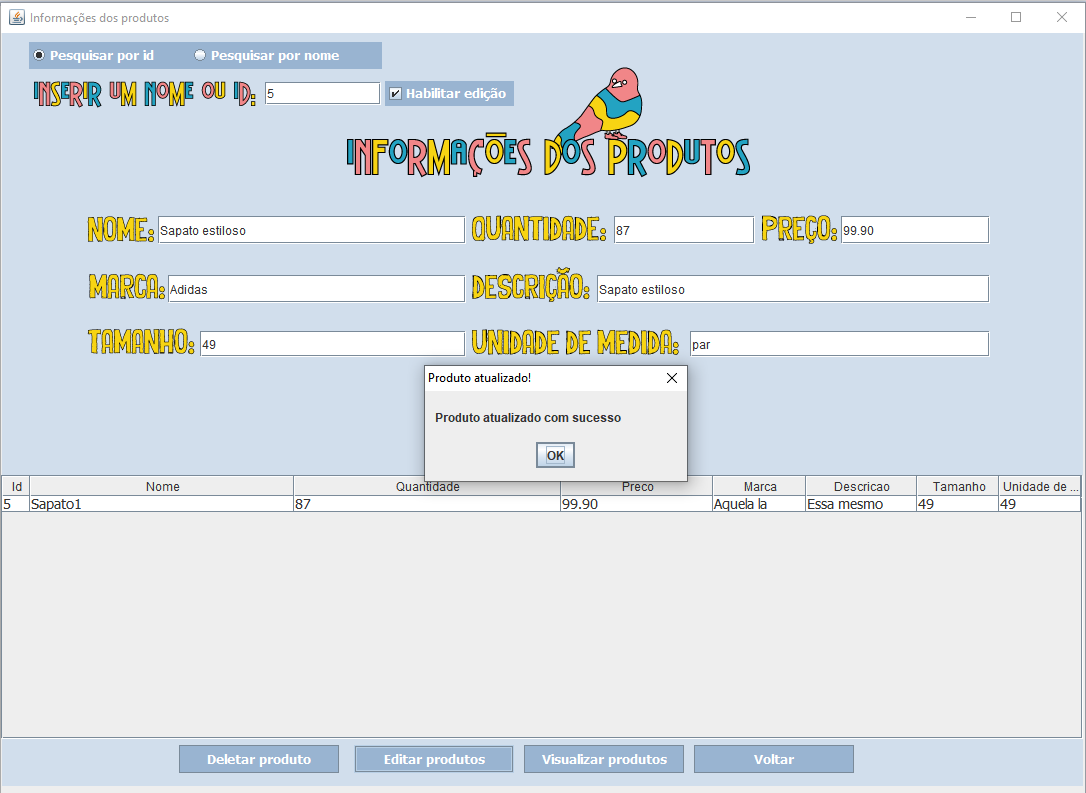 Informações dos produtos
Pesquisar por id Pesquisar por nome
INSERIR UM NOME OU ID: 5 Habilitar edição
INFORMAÇÕES DOS PRODUTOS
NOME: Sapato estiloso QUANTIDADE: 87 PREÇO: 99.90
MARCA: Adidas DESCRIÇÃO: Sapato estiloso
TAMANHO: 49 UNIDADE DE MEDIDA: par
Produto atualizado!
Produto atualizado com sucesso
OK
Id Nome Quantidade Preco Marca Descricao Tamanho Unidade de ...
5 Sapato1 87 99.90 Aquela la Essa mesmo 49 49
Deletar produto Editar produtos Visualizar produtos Voltar